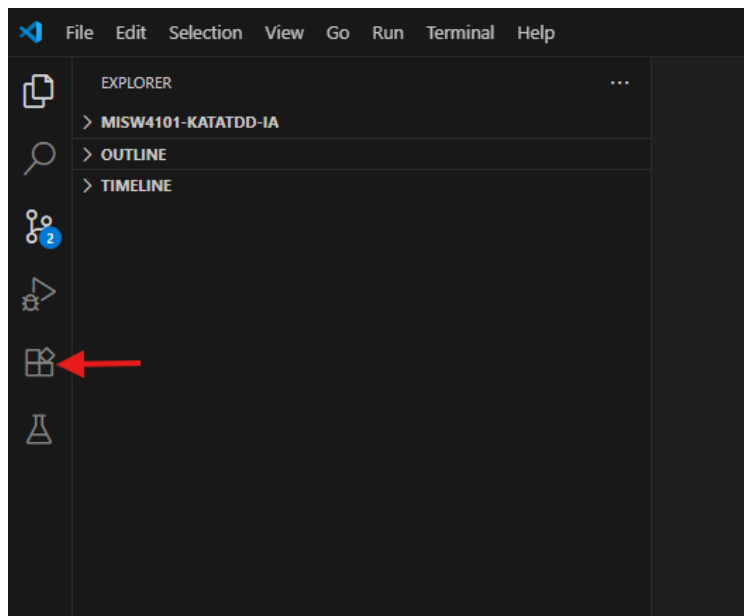 File Edit Selection View Go Run Terminal Help
EXPLORER ...
> MISW4101-KATATDD-IA
> OUTLINE
> TIMELINE
2